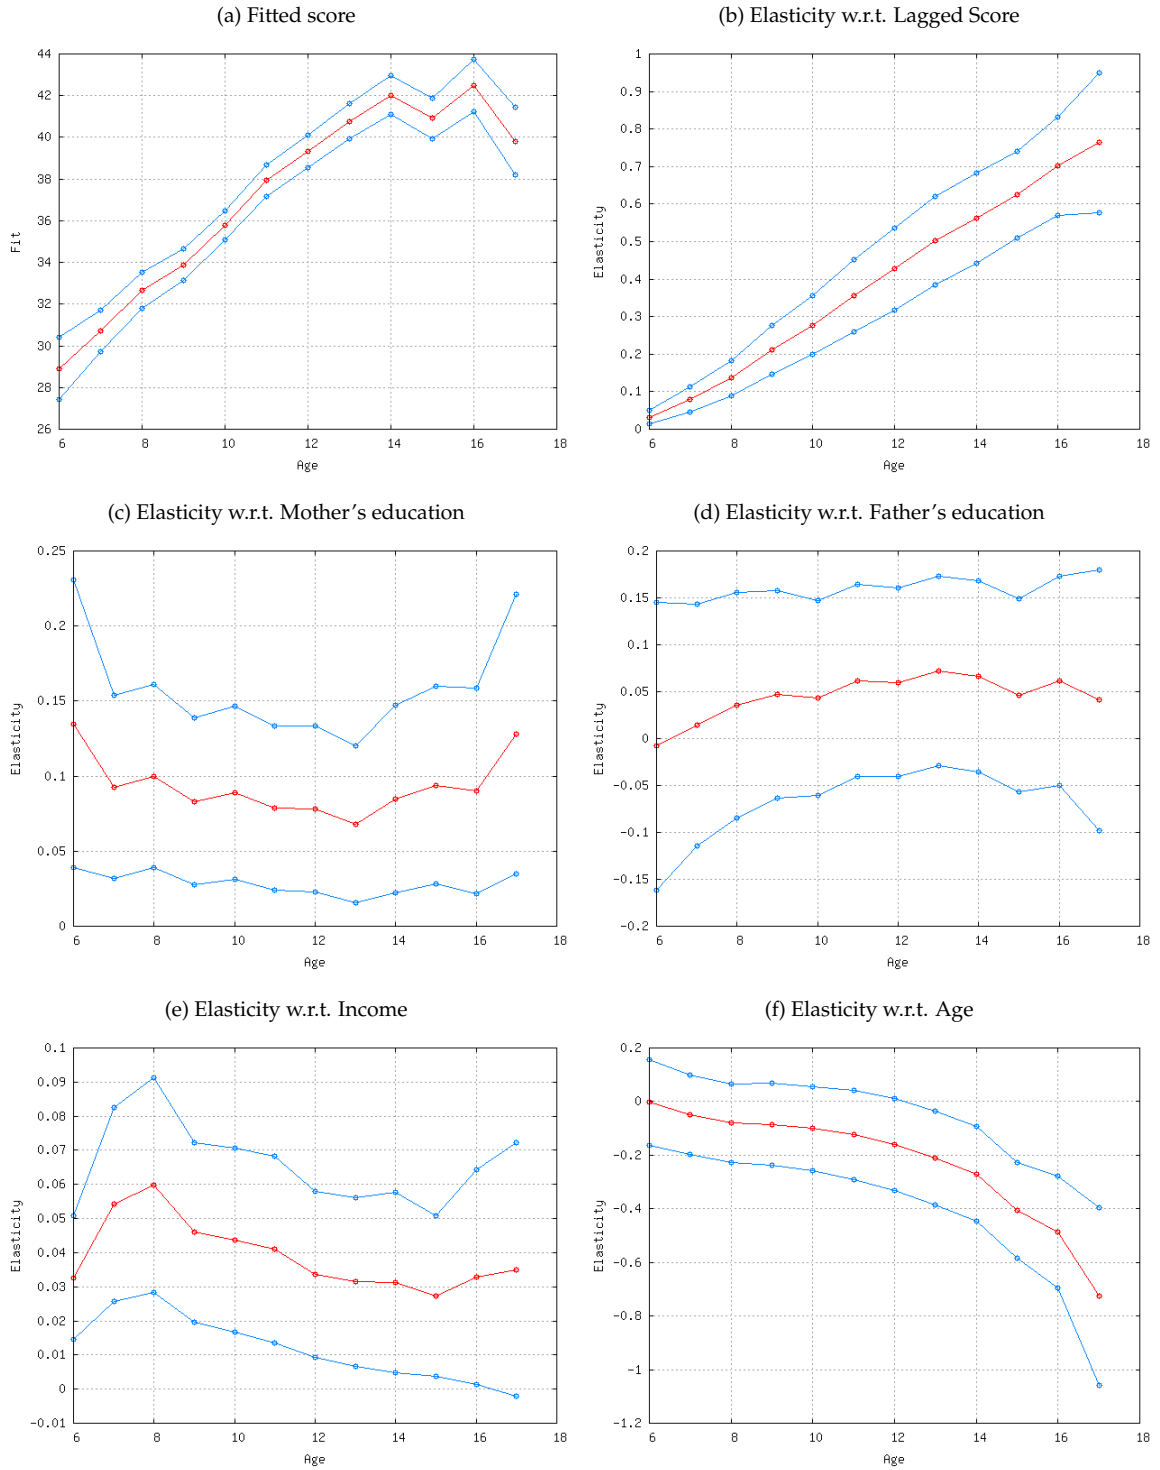 (a) Fitted score
(b) Elasticity w.r.t. Lagged Score
44
42
40
38
36
34
32
30
28
26
Fit
6 8 10 12 14 16 18
Age
1
0.9
0.8
0.7
0.6
0.5
0.4
0.3
0.2
0.1
0
Elasticity
6 8 10 12 14 16 18
Age
(c) Elasticity w.r.t. Mother's education
(d) Elasticity w.r.t. Father's education
0.25
0.2
0.15
0.1
0.05
0
Elasticity
6 8 10 12 14 16 18
Age
0.2
0.15
0.1
0.05
0
-0.05
-0.1
-0.15
-0.2
Elasticity
6 8 10 12 14 16 18
Age
(e) Elasticity w.r.t. Income
(f) Elasticity w.r.t. Age
0.1
0.09
0.08
0.07
0.06
0.05
0.04
0.03
0.02
0.01
0
-0.01
Elasticity
6 8 10 12 14 16 18
Age
0.2
0
-0.2
-0.4
-0.6
-0.8
-1
-1.2
Elasticity
6 8 10 12 14 16 18
Age